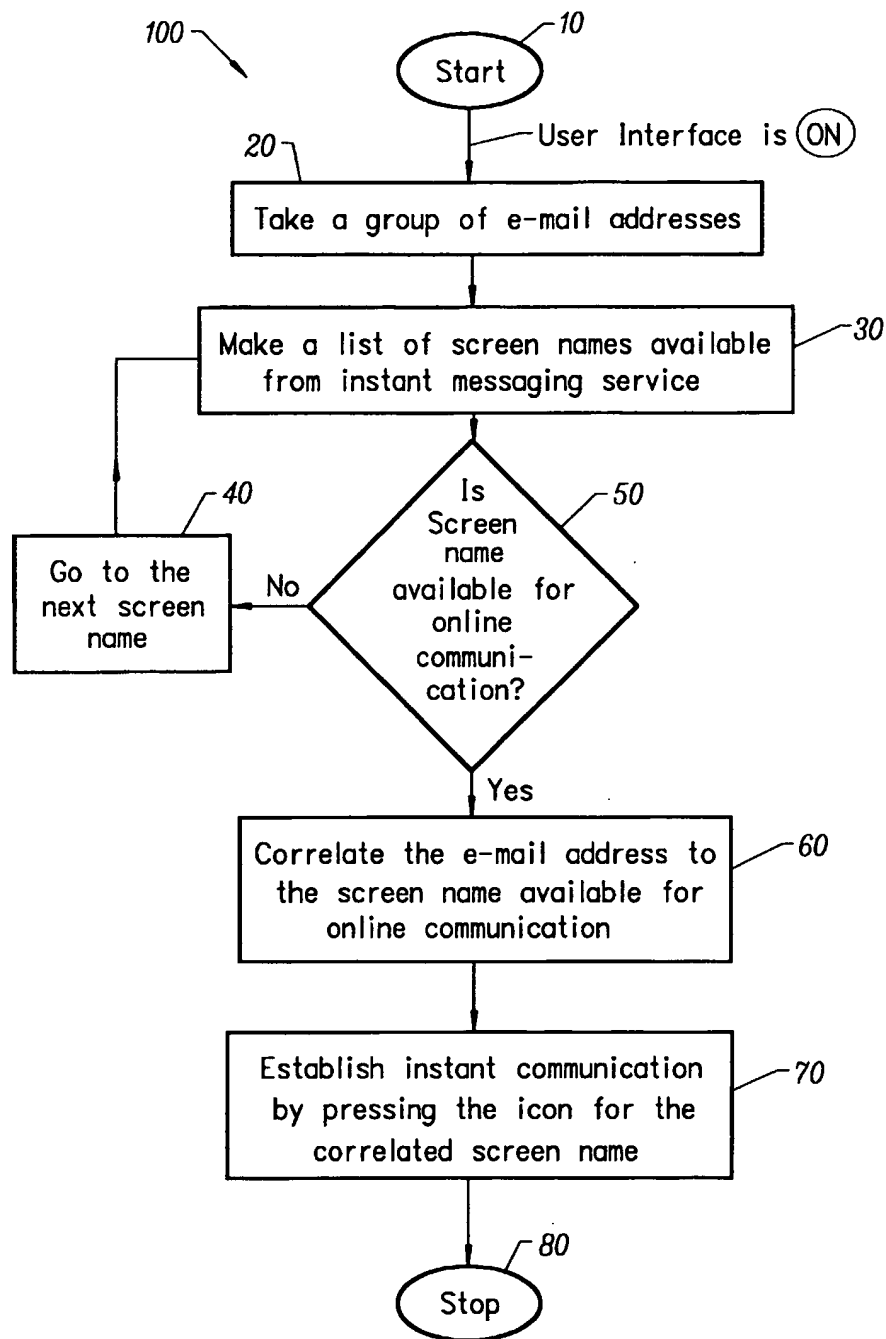 10
100
Start
User Interface is ON
20
Take a group of e-mail addresses
30
Make a list of screen names available
from instant messaging service
40
Go to the
next screen
name
No
50
Is
Screen
name
available for
online
communi-
cation?
Yes
60
Correlate the e-mail address to
the screen name available for
online communication
70
Establish instant communication
by pressing the icon for the
correlated screen name
80
Stop